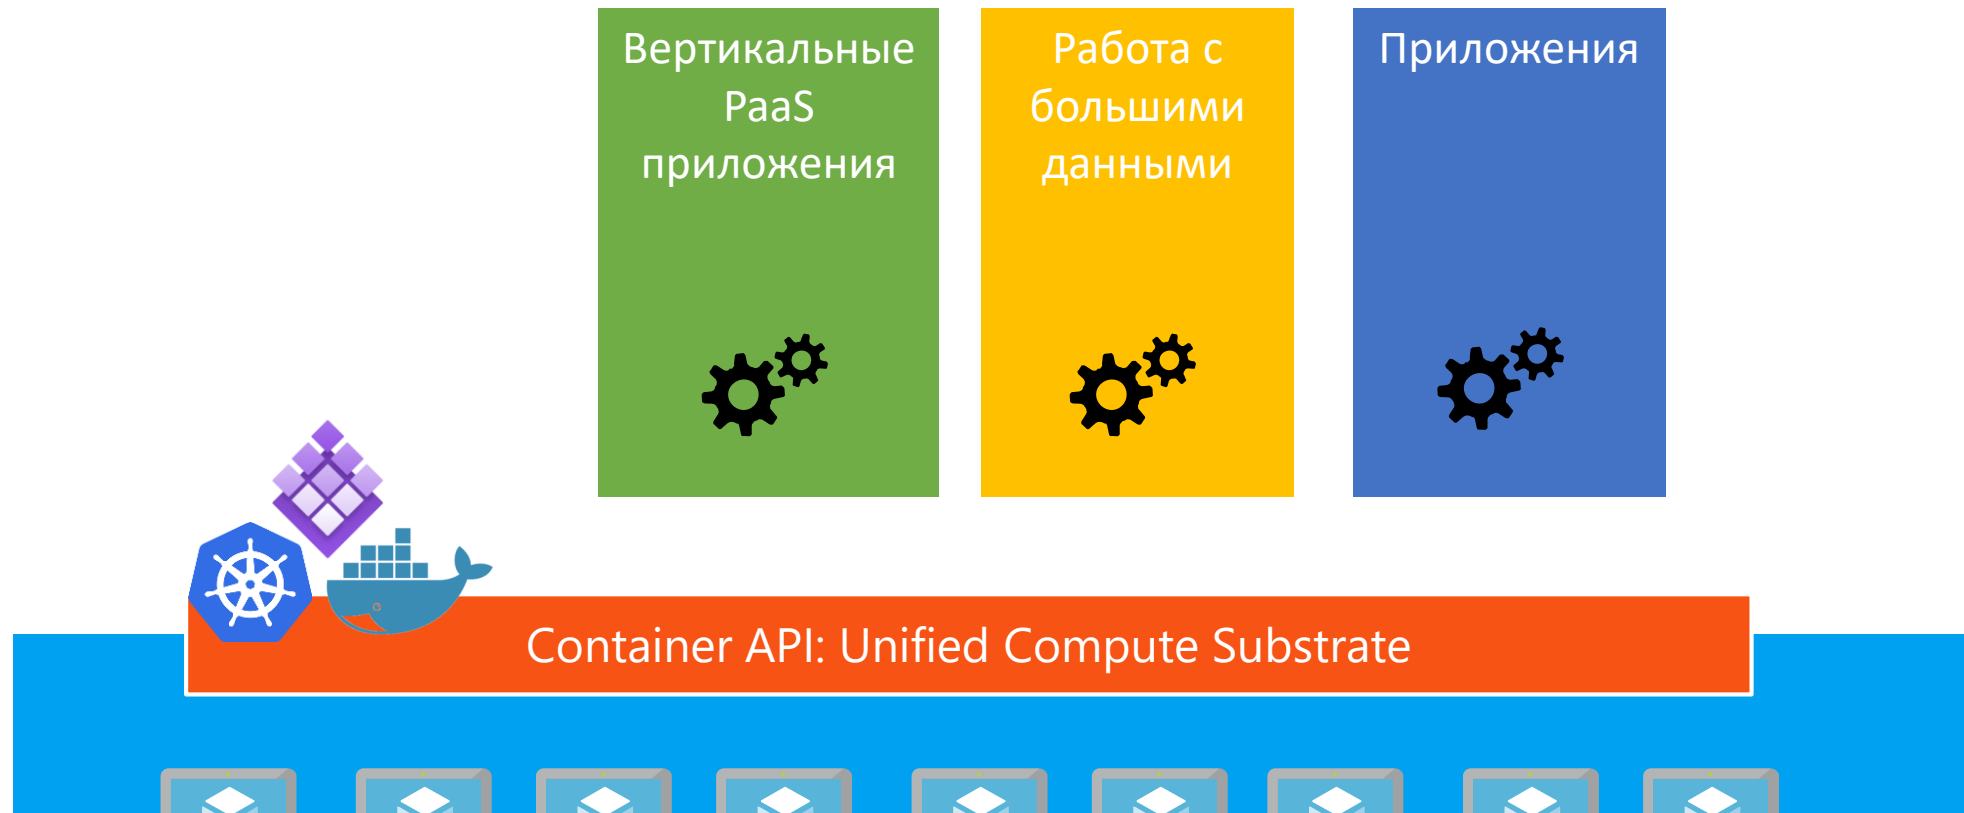 Вертикальные
PaaS
приложения
Работа с
большими
данными
Приложения
Container API: Unified Compute Substrate